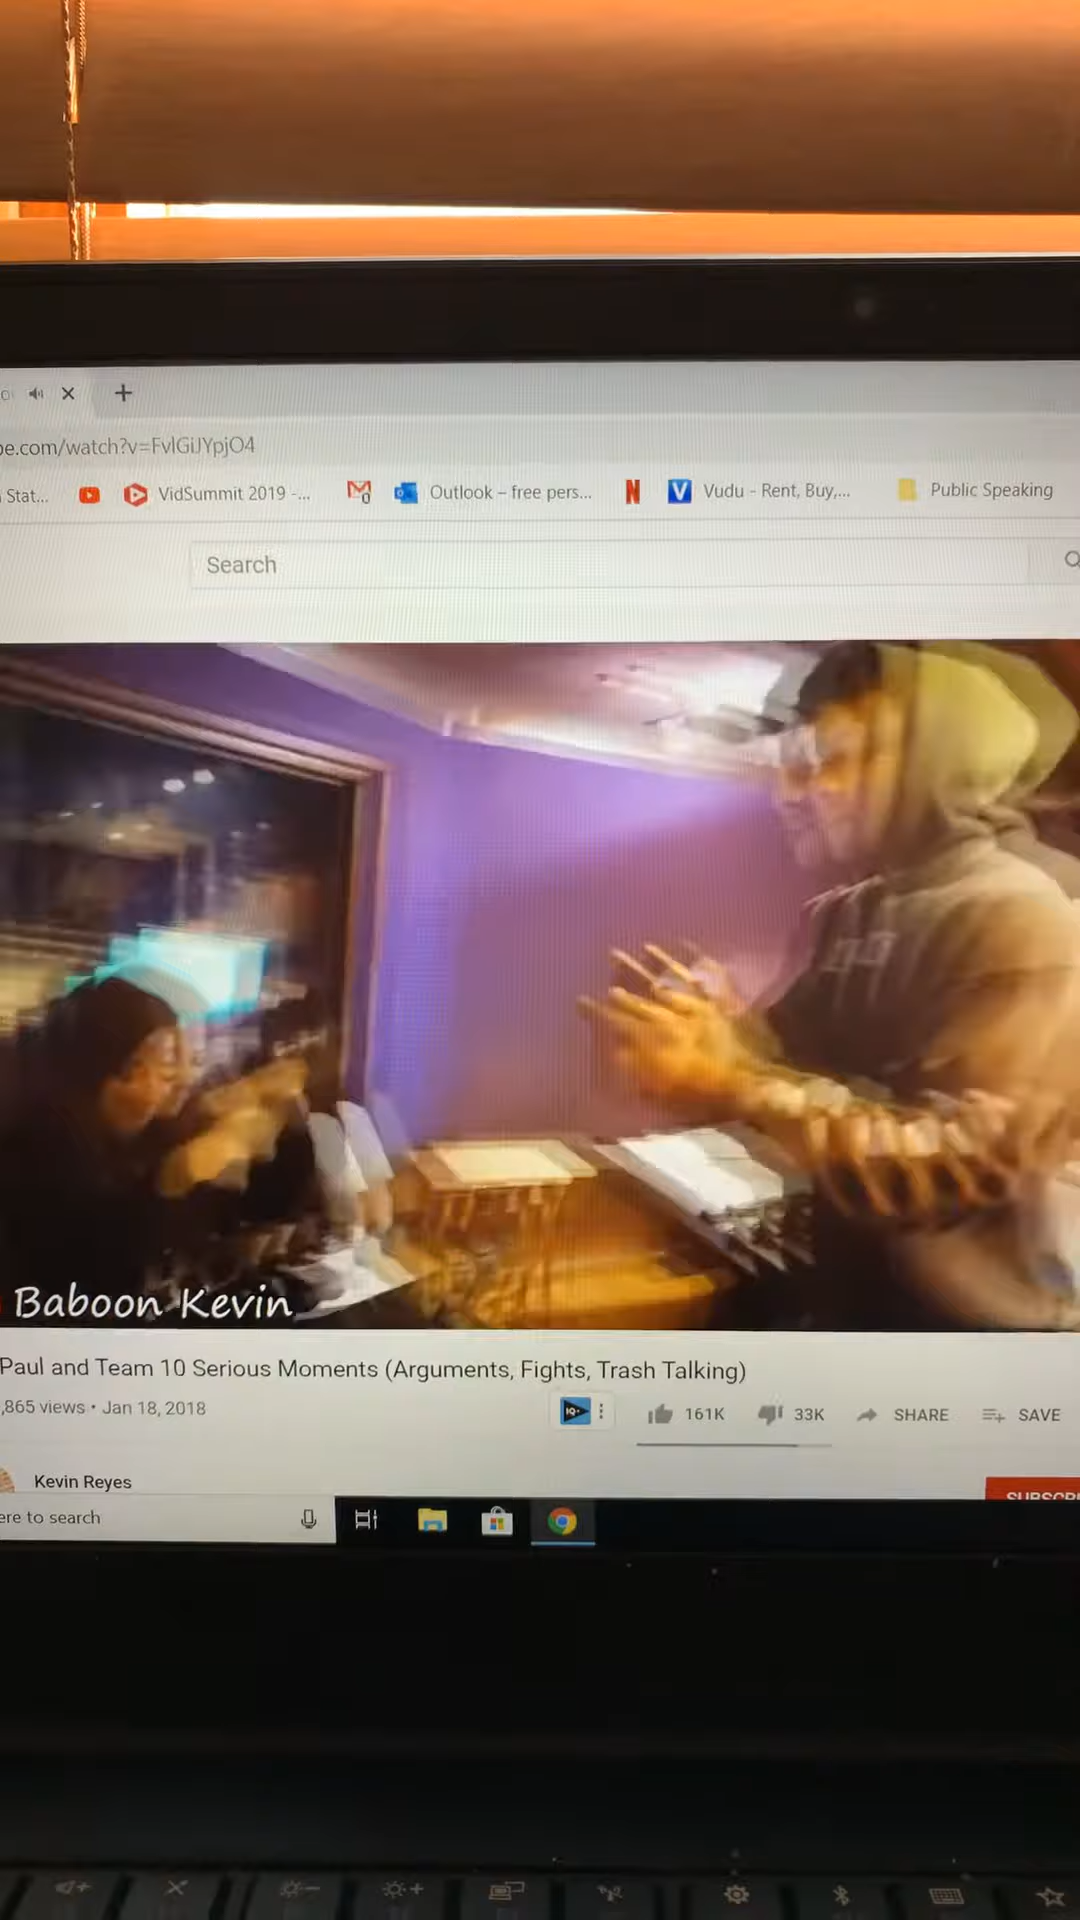 be.com/watch?v=FvlGiJYpjO4
Stat... VidSummit 2019 -... Outlook – free pers... Vudu - Rent, Buy,... Public Speaking
Search
Baboon Kevin
Paul and Team 10 Serious Moments (Arguments, Fights, Trash Talking)
,865 views • Jan 18, 2018 161K 33K SHARE SAVE
Kevin Reyes
SUBSCRI
ere to search